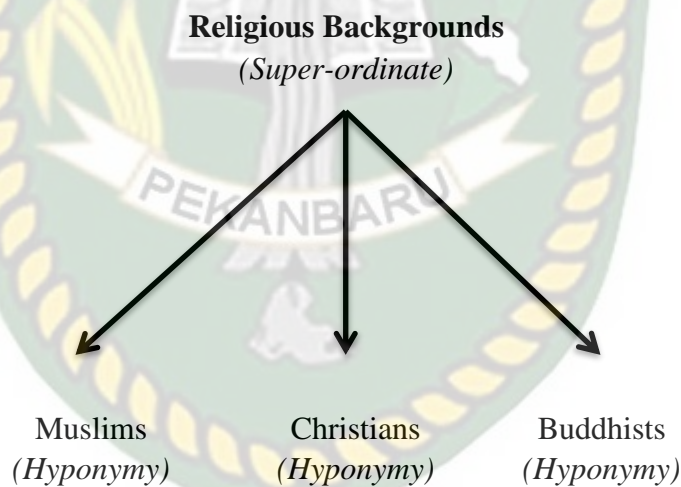 Religious Backgrounds
(Super-ordinate)
PEKANBARU
Muslims
Christians
Buddhists
(Hyponymy)
(Hyponymy)
(Hyponymy)